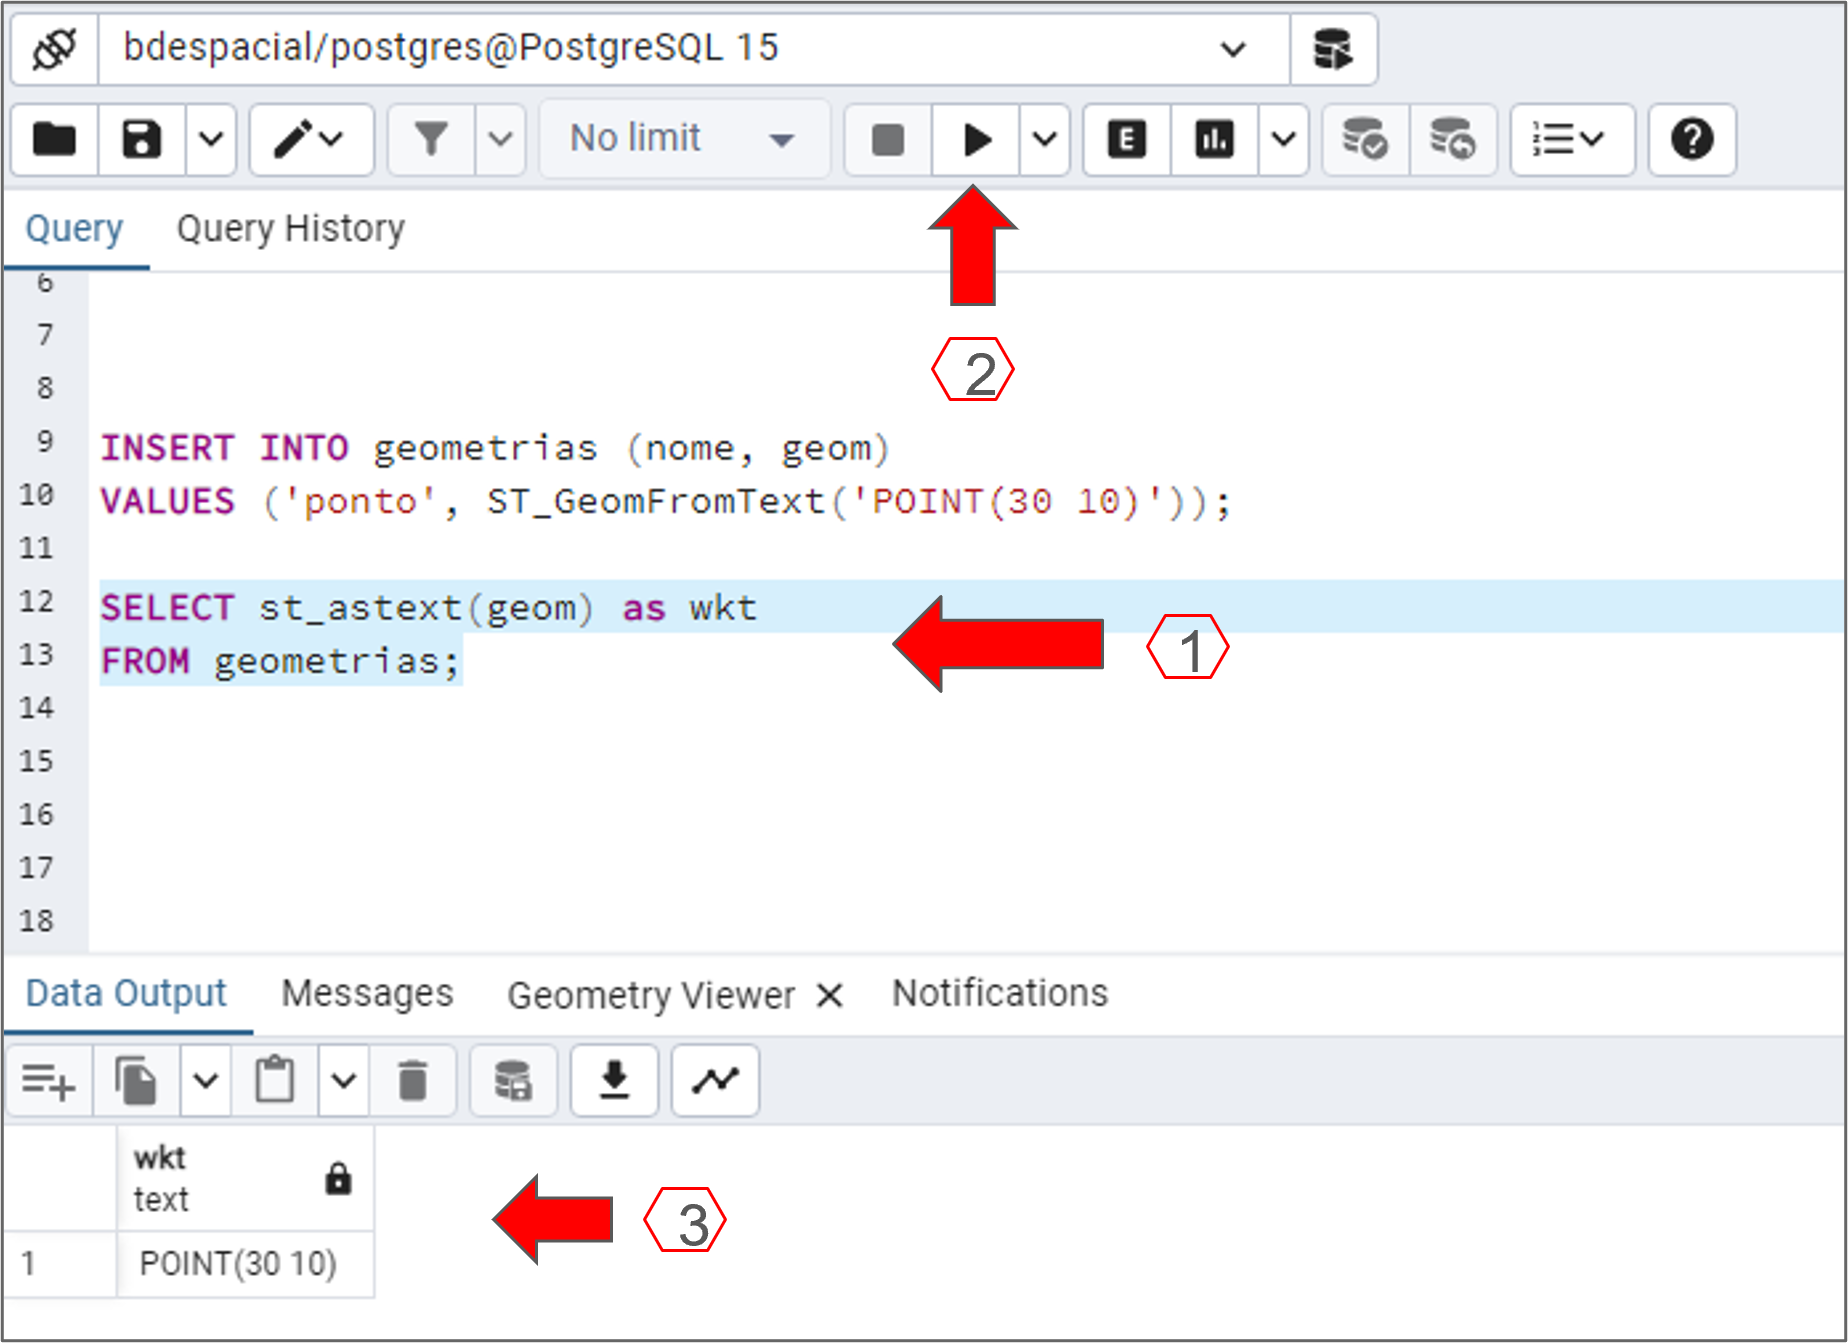 bdespacial/postgres@PostgreSQL 15
No limit
E
?
Query Query History
6
7
8
2
9 INSERT INTO geometrias (nome, geom)
10 VALUES ('ponto', ST_GeomFromText('POINT(30 10)'));
11
12 SELECT st_astext(geom) as wkt
13 FROM geometrias;
1
14
15
16
17
18
Data Output Messages Geometry Viewer Notifications
wkt
text
3
1 POINT(30 10)